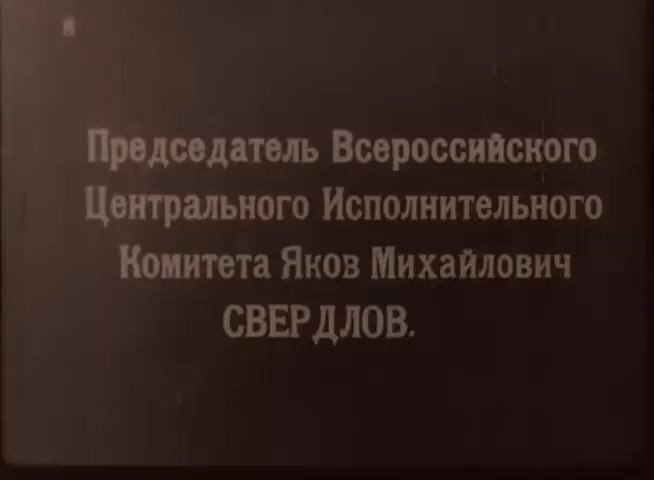 Председатель Всероссийского
Центрального Исполнительного
Комитета Яков Михайлович
СВЕРДЛОВ.